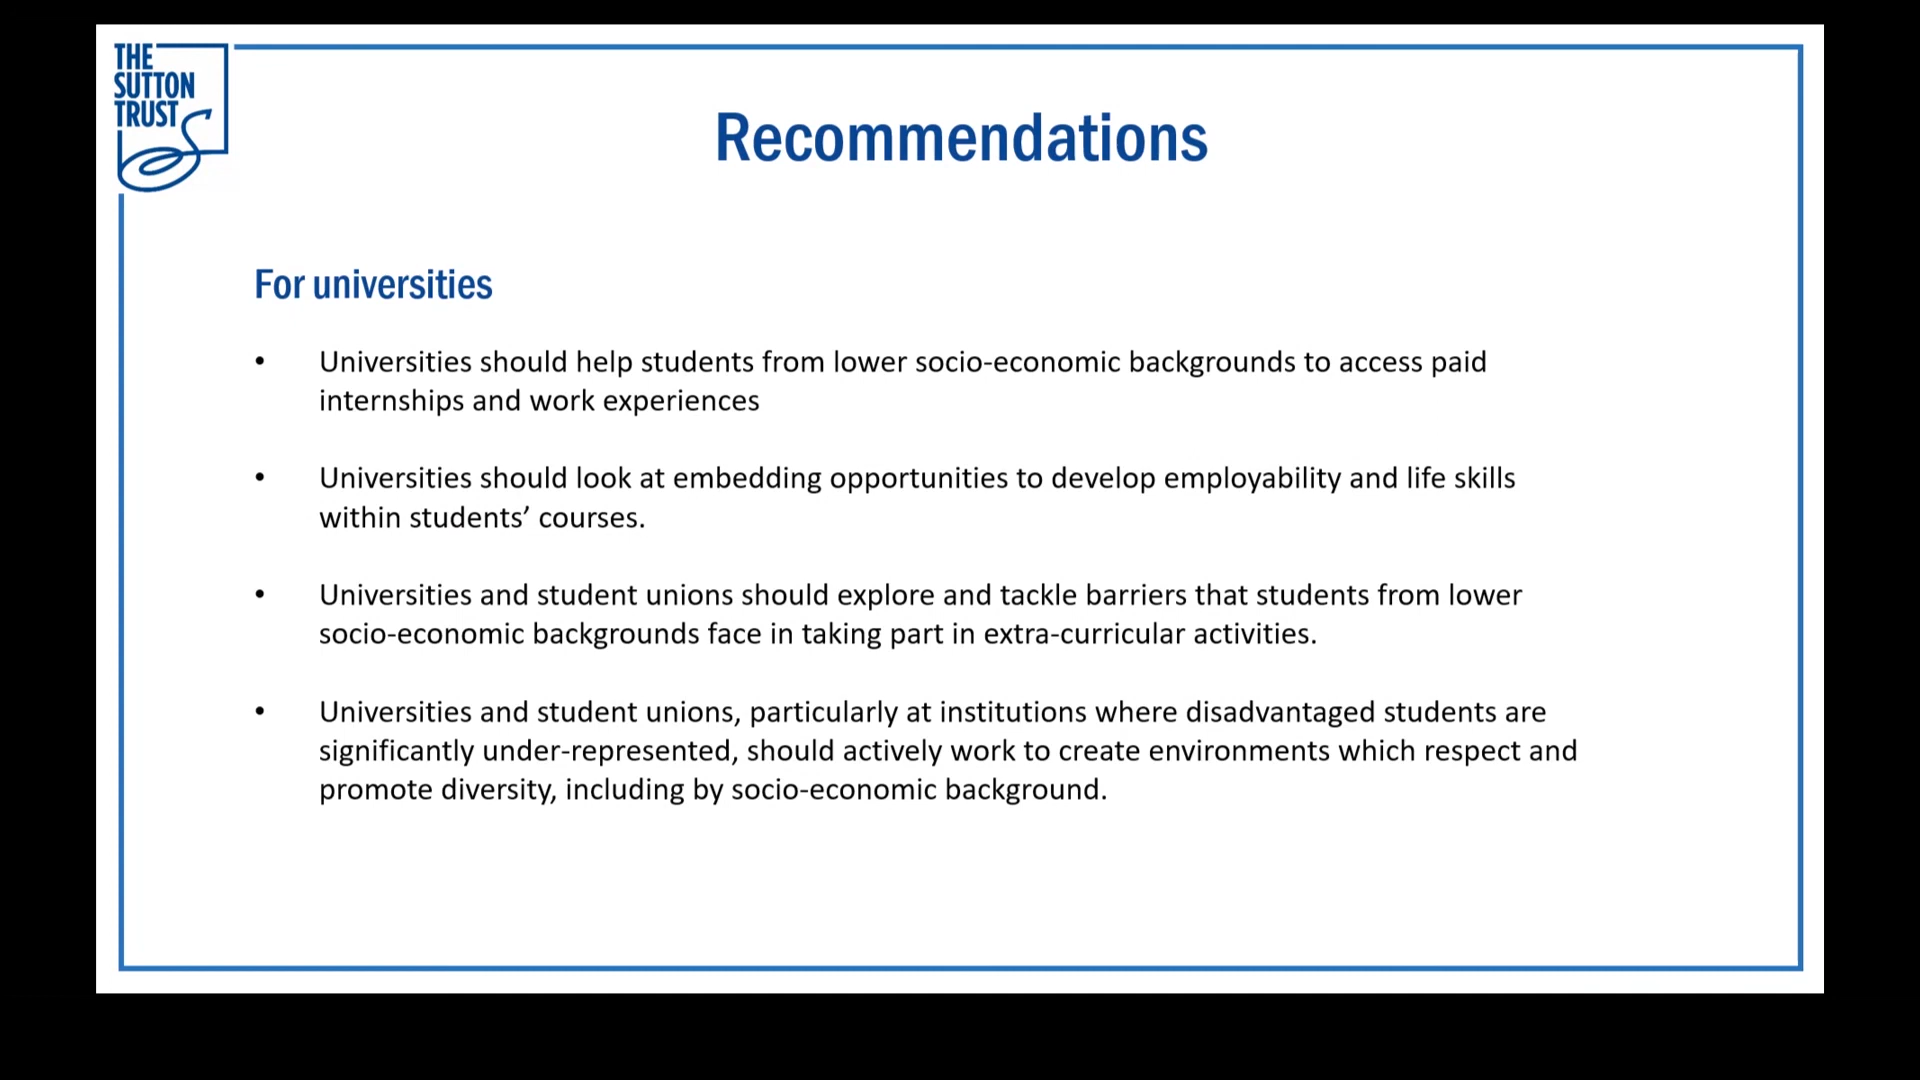 THE
SUTTON
TRUST
Recommendations
For universities
• Universities should help students from lower socio-economic backgrounds to access paid
internships and work experiences
• Universities should look at embedding opportunities to develop employability and life skills
within students’ courses.
• Universities and student unions should explore and tackle barriers that students from lower
socio-economic backgrounds face in taking part in extra-curricular activities.
• Universities and student unions, particularly at institutions where disadvantaged students are
significantly under-represented, should actively work to create environments which respect and
promote diversity, including by socio-economic background.